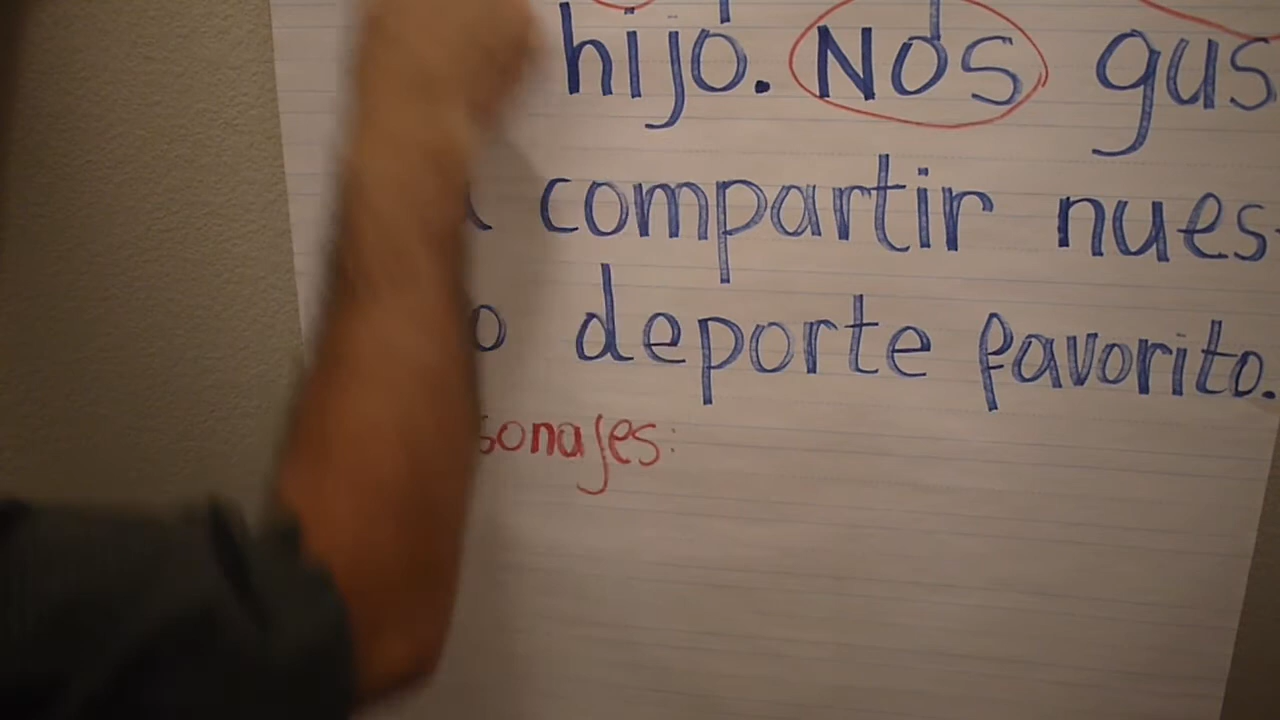 hijo. Nos gus
compartir nues-
o deporte favorito.
sonajes: